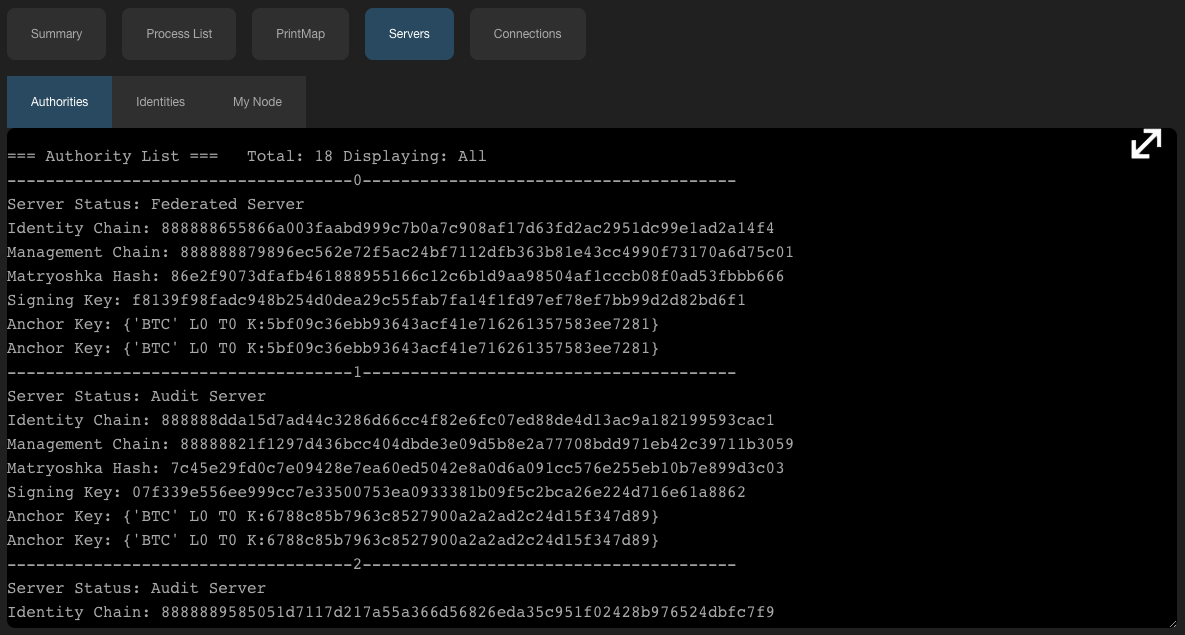 Summary Process List PrintMap Servers Connections
Authorities Identities My Node
=== Authority List ===   Total: 18 Displaying: All
------------------------------------0---------------------------------------
Server Status: Federated Server
Identity Chain: 888888655866a003faabd999c7b0a7c908af17d63fd2ac2951dc99e1ad2a14f4
Management Chain: 888888879896ec562e72f5ac24bf7112dfb363b81e43cc4990f73170a6d75c01
Matryoshka Hash: 86e2f9073dfafb461888955166c12c6b1d9aa98504af1cccb08f0ad53fbbb666
Signing Key: f8139f98fadc948b254d0dea29c55fab7fa14f1fd97ef78ef7bb99d2d82bd6f1
Anchor Key: {'BTC' L0 T0 K:5bf09c36ebb93643acf41e716261357583ee7281}
Anchor Key: {'BTC' L0 T0 K:5bf09c36ebb93643acf41e716261357583ee7281}
------------------------------------1---------------------------------------
Server Status: Audit Server
Identity Chain: 888888dda15d7ad44c3286d66cc4f82e6fc07ed88de4d13ac9a182199593cac1
Management Chain: 88888821f1297d436bcc404dbde3e09d5b8e2a77708bdd971eb42c39711b3059
Matryoshka Hash: 7c45e29fd0c7e09428e7ea60ed5042e8a0d6a091cc576e255eb10b7e899d3c03
Signing Key: 07f339e556ee999cc7e33500753ea0933381b09f5c2bca26e224d716e61a8862
Anchor Key: {'BTC' L0 T0 K:6788c85b7963c8527900a2a2ad2c24d15f347d89}
Anchor Key: {'BTC' L0 T0 K:6788c85b7963c8527900a2a2ad2c24d15f347d89}
------------------------------------2---------------------------------------
Server Status: Audit Server
Identity Chain: 8888889585051d7117d217a55a366d56826eda35c951f02428b976524dbfc7f9